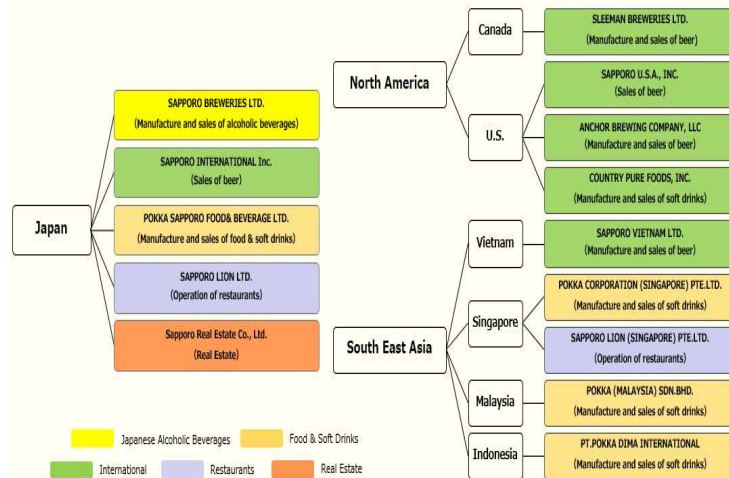 Japan
SAPPORO BREWERIES LTD.
(Manufacture and sales of alcoholic beverages)
SAPPORO INTERNATIONAL Inc.
(Sales of beer)
POKKA SAPPORO FOOD& BEVERAGE LTD.
(Manufacture and sales of food & soft drinks)
SAPPORO LION LTD.
(Operation of restaurants)
Sapporo Real Estate Co., Ltd.
(Real Estate)
North America
Canada
SLEEMAN BREWERIES LTD.
(Manufacture and sales of beer)
U.S.
SAPPORO U.S.A., INC.
(Sales of beer)
ANCHOR BREWING COMPANY, LLC
(Manufacture and sales of beer)
COUNTRY PURE FOODS, INC.
(Manufacture and sales of soft drinks)
South East Asia
Vietnam
SAPPORO VIETNAM LTD.
(Manufacture and sales of beer)
Singapore
POKKA CORPORATION (SINGAPORE) PTE.LTD.
(Manufacture and sales of soft drinks)
SAPPORO LION (SINGAPORE) PTE.LTD.
(Operation of restaurants)
Malaysia
POKKA (MALAYSIA) SDN.BHD.
(Manufacture and sales of soft drinks)
Indonesia
PT.POKKA DIMA INTERNATIONAL
(Manufacture and sales of soft drinks)
Japanese Alcoholic Beverages
Food & Soft Drinks
International
Restaurants
Real Estate